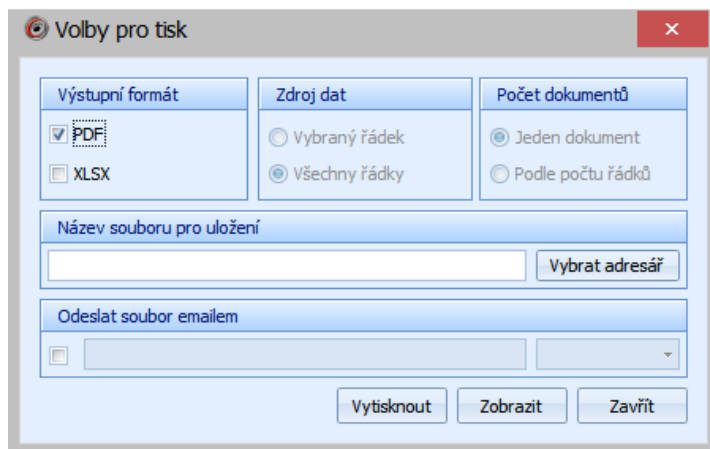 Volby pro tisk
Výstupní formát
PDF
XLSX
Zdroj dat
Vybraný řádek
Všechny řádky
Počet dokumentů
Jeden dokument
Podle počtu řádků
Název souboru pro uložení
Vybrat adresář
Odeslat soubor emailem
Vytisknout Zobrazit Zavřít